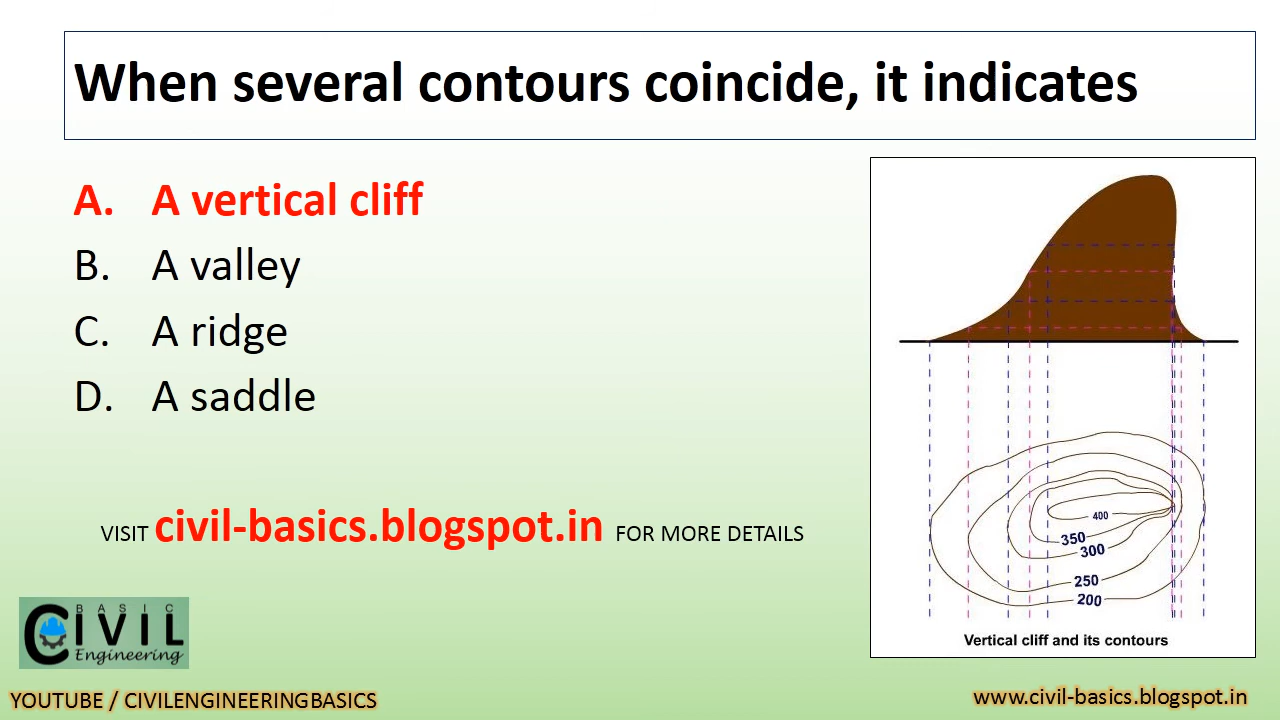 When several contours coincide, it indicates
A. A vertical cliff
B. A valley
C. A ridge
D. A saddle
VISIT civil-basics.blogspot.in FOR MORE DETAILS
400
350
300
250
200
Vertical cliff and its contours
BASIC
CIVIL
Engineering
YOUTUBE / CIVILENGINEERINGBASICS
www.civil-basics.blogspot.in